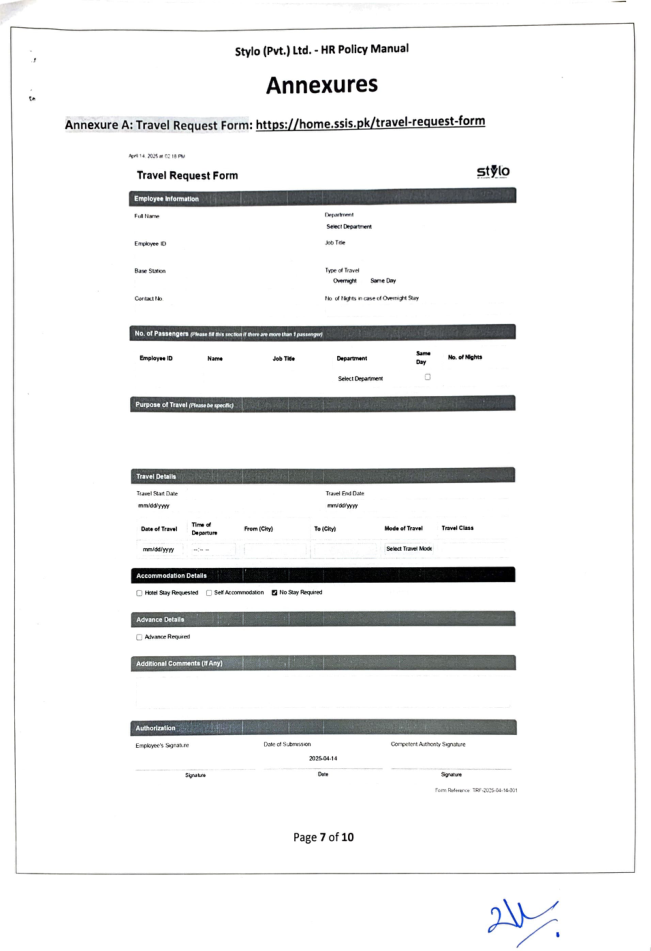 Stylo (Pvt.) Ltd. - HR Policy Manual
Annexures
Annexure A: Travel Request Form: https://home.ssis.pk/travel-request-form
April 14, 2025 at 02:18 PM
Travel Request Form
stylo
Employee Information
Full Name Department
Select Department
Employee ID Job Title
Base Station Type of Travel
Overnight Same Day
Contact No. No. of Nights in case of Overnight Stay
No. of Passengers (Please fill this section if there are more than 1 passenger)
Employee ID Name Job Title Department Same Day No. of Nights
Select Department
Purpose of Travel (Please be specific)
Travel Details
Travel Start Date Travel End Date
mm/dd/yyyy mm/dd/yyyy
Date of Travel Time of Departure From (City) To (City) Mode of Travel Travel Class
mm/dd/yyyy --:-- -- Select Travel Mode
Accommodation Details
Hotel Stay Requested Self Accommodation No Stay Required
Advance Details
Advance Required
Additional Comments (If Any)
Authorization
Employee's Signature Date of Submission Competent Authority Signature
2025-04-14
Signature Date Signature
Form Reference: TRF-2025-04-14-001
Page 7 of 10